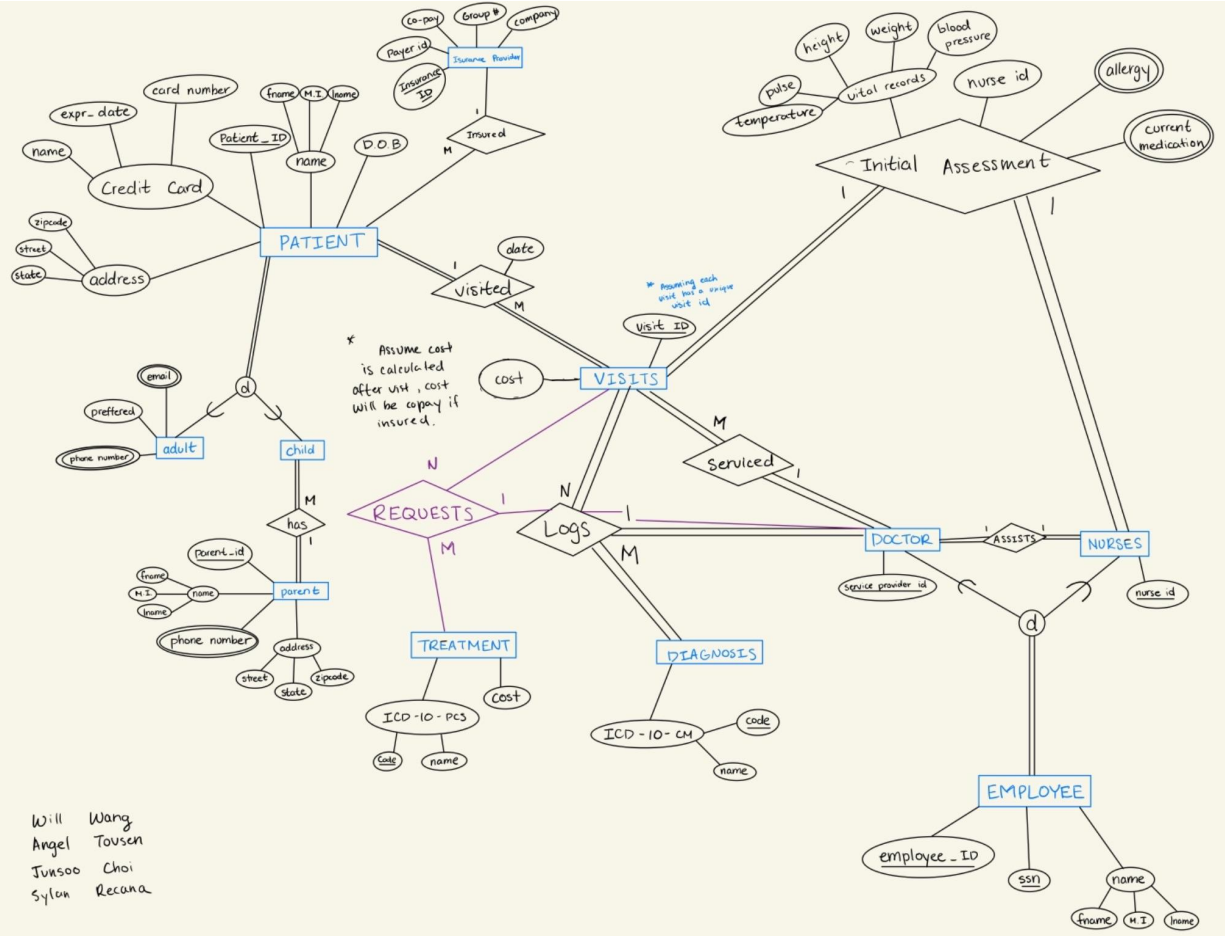 co-pay
Group #
company
Payer id
Insurance
ID
Isurance Provider
1
Insured
M
card number
expr_date
name
Credit Card
fname
M.I.
lname
Patient_ID
name
D.O.B
zipcode
street
state
address
PATIENT
height
weight
blood
pressure
pulse
temperature
vital records
nurse id
allergy
current
medication
Initial Assessment
1
1
date
1
visited
M
* Assuming each
visit has a unique
visit id
visit ID
cost
VISITS
* Assume cost
is calculated
after vist, cost
will be copay if
insured.
d
email
preffered
phone number
adult
child
M
has
1
parent_id
fname
M.I
lname
name
parent
phone number
address
street
state
zipcode
N
REQUESTS
1
M
N
Logs
1
M
M
Serviced
1
DOCTOR
1
ASSISTS
1
NURSES
service provider id
nurse id
d
TREATMENT
cost
ICD-10-PCS
code
name
DIAGNOSIS
ICD-10-CM
code
name
EMPLOYEE
employee_ID
ssn
name
fname
M.I
lname
Will Wang
Angel Tousen
Junsoo Choi
Sylan Recana